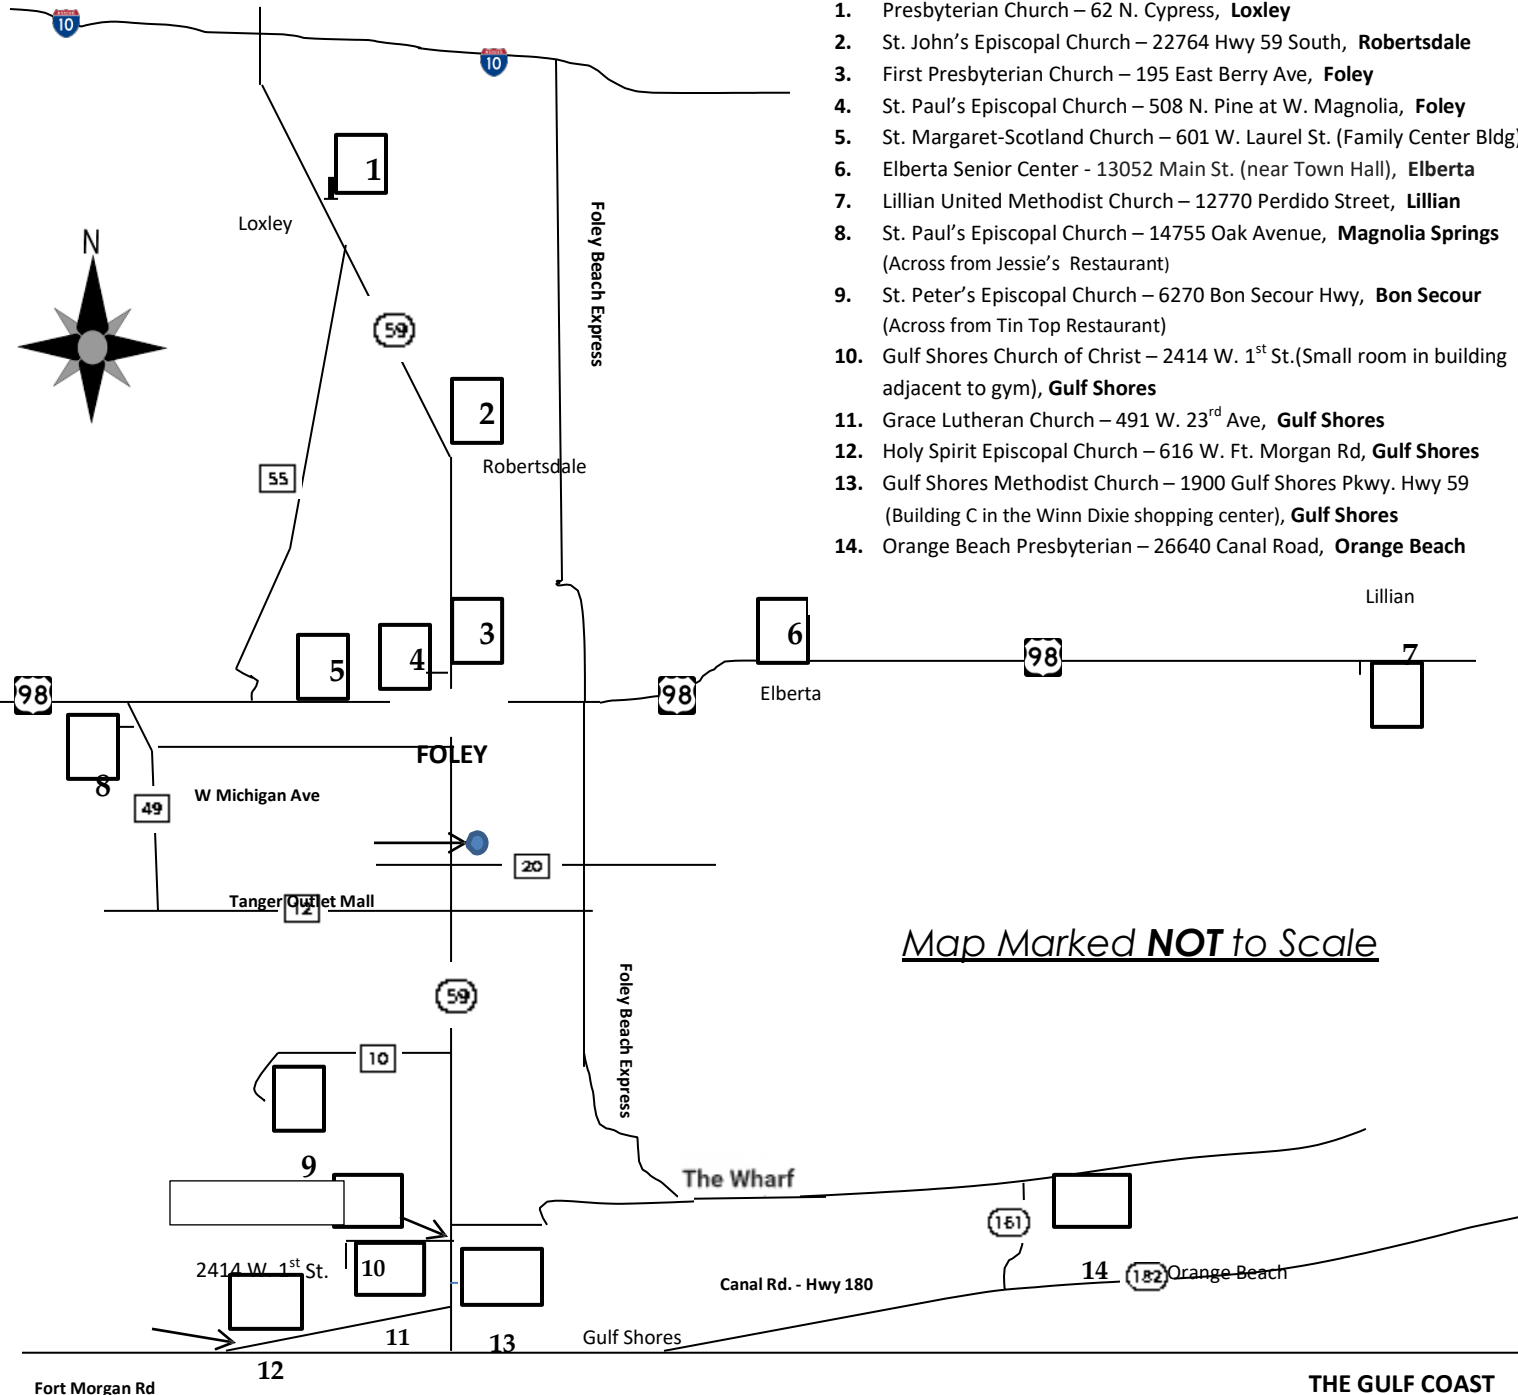 1. Presbyterian Church – 62 N. Cypress, Loxley
2. St. John’s Episcopal Church – 22764 Hwy 59 South, Robertsdale
3. First Presbyterian Church – 195 East Berry Ave, Foley
4. St. Paul’s Episcopal Church – 508 N. Pine at W. Magnolia, Foley
5. St. Margaret-Scotland Church – 601 W. Laurel St. (Family Center Bldg)
6. Elberta Senior Center - 13052 Main St. (near Town Hall), Elberta
7. Lillian United Methodist Church – 12770 Perdido Street, Lillian
8. St. Paul’s Episcopal Church – 14755 Oak Avenue, Magnolia Springs
(Across from Jessie’s Restaurant)
9. St. Peter’s Episcopal Church – 6270 Bon Secour Hwy, Bon Secour
(Across from Tin Top Restaurant)
10. Gulf Shores Church of Christ – 2414 W. 1st St.(Small room in building
adjacent to gym), Gulf Shores
11. Grace Lutheran Church – 491 W. 23rd Ave, Gulf Shores
12. Holy Spirit Episcopal Church – 616 W. Ft. Morgan Rd, Gulf Shores
13. Gulf Shores Methodist Church – 1900 Gulf Shores Pkwy. Hwy 59
(Building C in the Winn Dixie shopping center), Gulf Shores
14. Orange Beach Presbyterian – 26640 Canal Road, Orange Beach
10
10
1
Loxley
N
Foley Beach Express
59
2
Robertsdale
55
Lillian
3
6
4
5
98
7
98
98
Elberta
FOLEY
8
W Michigan Ave
49
20
Tanger Outlet Mall
12
Map Marked NOT to Scale
59
Foley Beach Express
10
9
The Wharf
161
2414 W. 1st St.
10
14
182
Orange Beach
Canal Rd. - Hwy 180
11
13
Gulf Shores
12
Fort Morgan Rd
THE GULF COAST